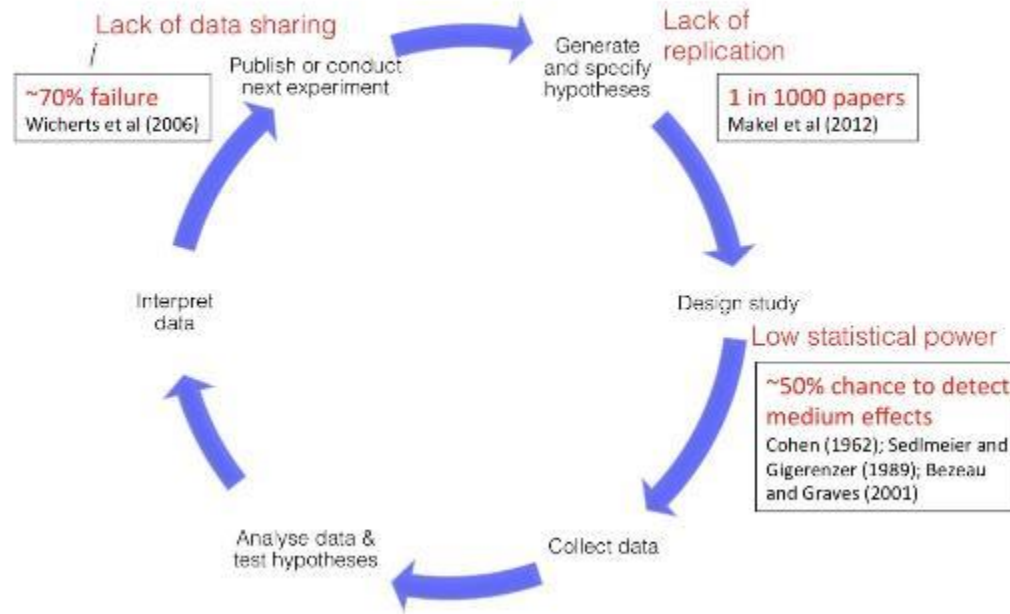 Lack of data sharing
Publish or conduct
next experiment
~70% failure
Wicherts et al (2006)
Generate
and specify
hypotheses
Lack of
replication
1 in 1000 papers
Makel et al (2012)
Design study
Low statistical power
~50% chance to detect
medium effects
Cohen (1962); Sedlmeier and
Gigerenzer (1989); Bezeau
and Graves (2001)
Collect data
Analyse data &
test hypotheses
Interpret
data